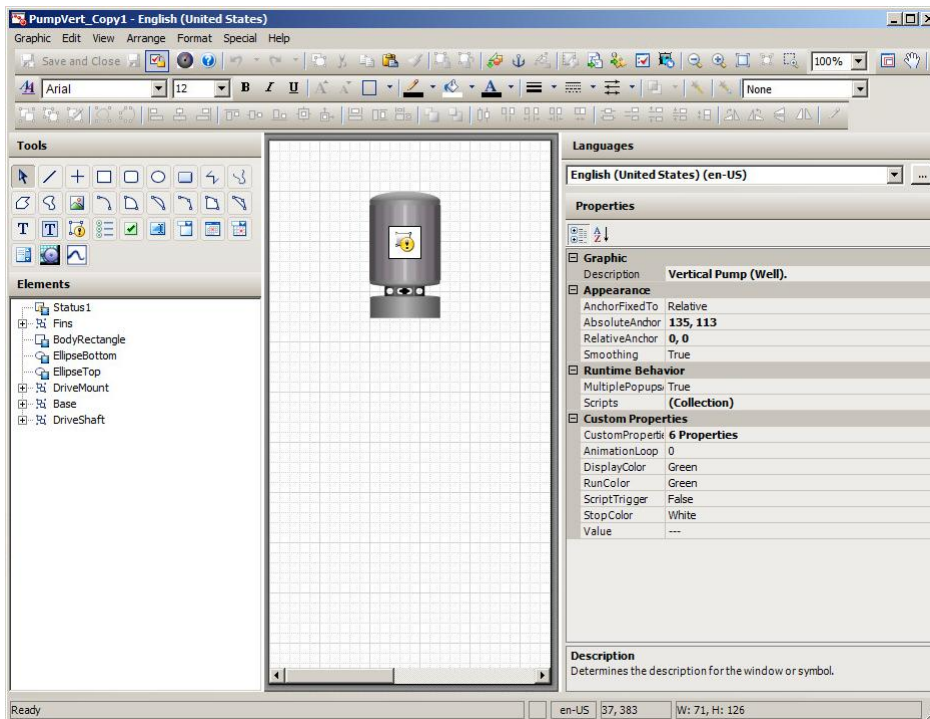 PumpVert_Copy1 - English (United States)
Graphic Edit View Arrange Format Special Help
Save and Close
100%
Arial
12
B I U
A
None
Tools
T T
Elements
Status1
Fins
BodyRectangle
EllipseBottom
EllipseTop
DriveMount
Base
DriveShaft
Languages
English (United States) (en-US)
...
Properties
Graphic
Description Vertical Pump (Well).
Appearance
AnchorFixedTo Relative
AbsoluteAnchor 135, 113
RelativeAnchor 0, 0
Smoothing True
Runtime Behavior
MultiplePopups True
Scripts (Collection)
Custom Properties
CustomPropertie 6 Properties
AnimationLoop 0
DisplayColor Green
RunColor Green
ScriptTrigger False
StopColor White
Value ---
Description
Determines the description for the window or symbol.
Ready
en-US 37, 383 W: 71, H: 126